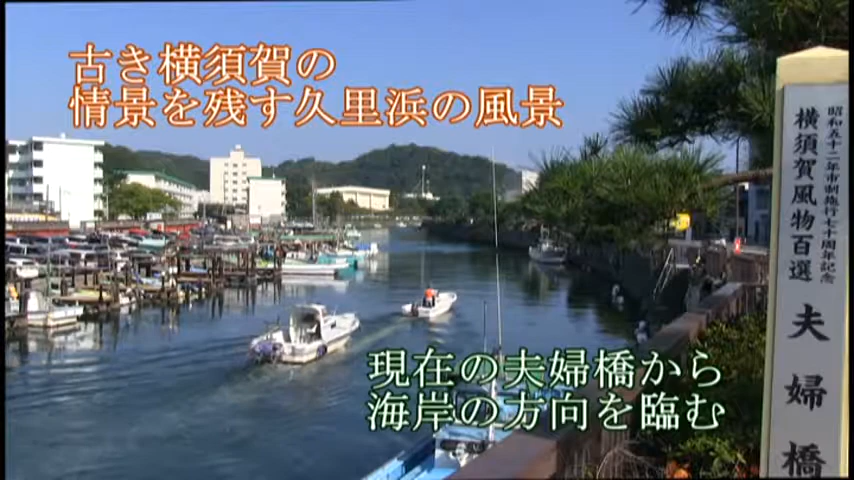 古き横須賀の
情景を残す久里浜の風景
現在の夫婦橋から
海岸の方向を臨む
昭和五十二年市制施行七十周年記念
横須賀風物百選
夫婦橋